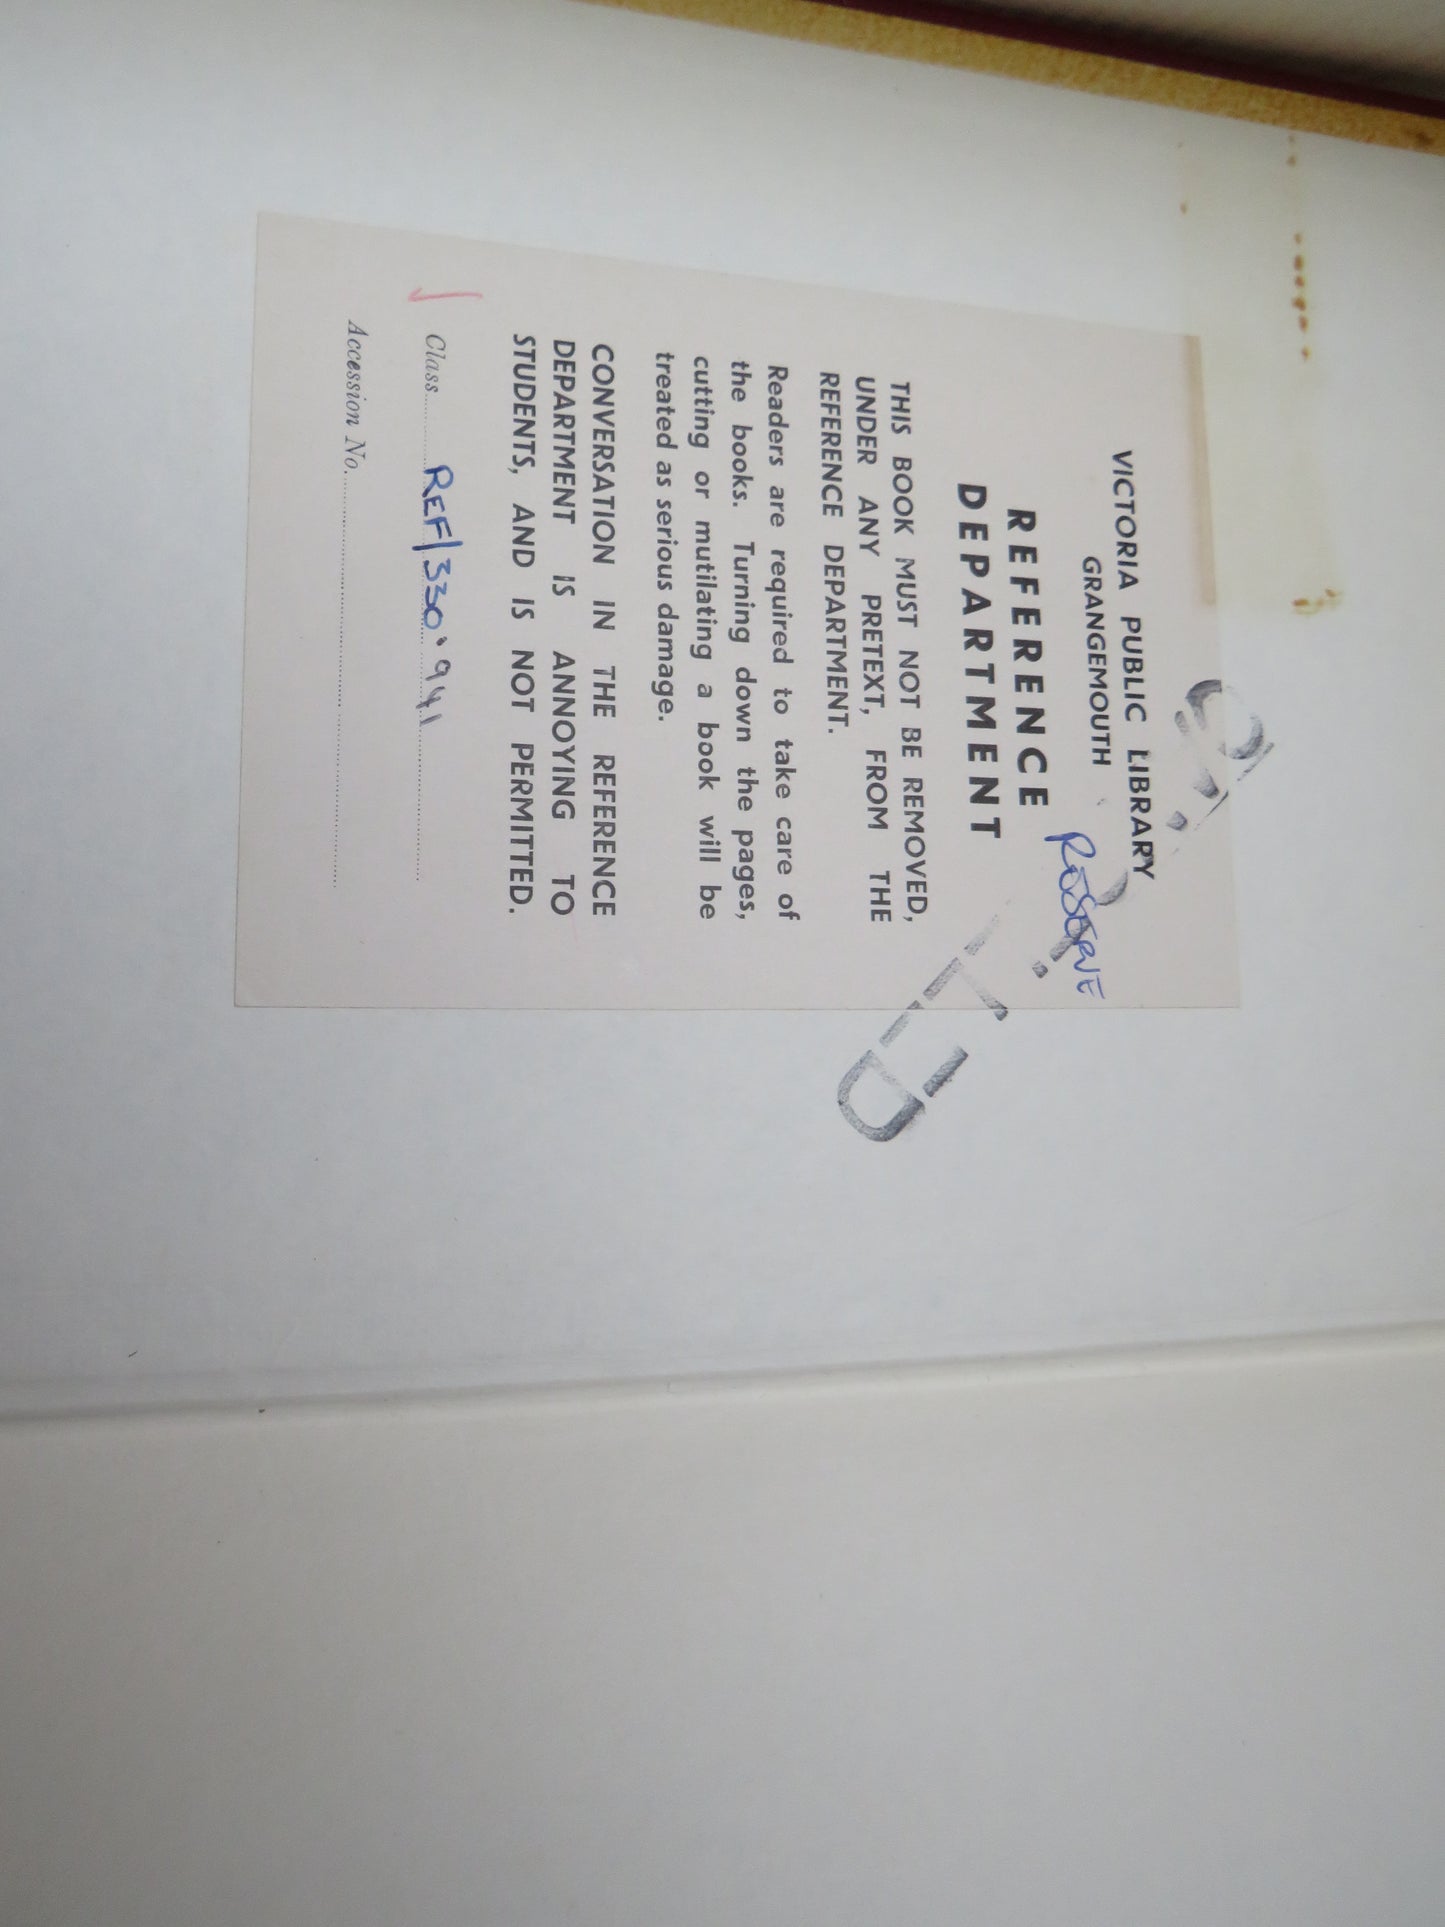 VICTORIA PUBLIC LIBRARY
GRANGEMOUTH
RESERVE
REFERENCE
DEPARTMENT
THIS BOOK MUST NOT BE REMOVED,
UNDER ANY PRETEXT, FROM THE
REFERENCE DEPARTMENT.
Readers are required to take care of
the books. Turning down the pages,
cutting or mutilating a book will be
treated as serious damage.
CONVERSATION IN THE REFERENCE
DEPARTMENT IS ANNOYING TO
STUDENTS, AND IS NOT PERMITTED.
Class REF/330.941
Accession No.